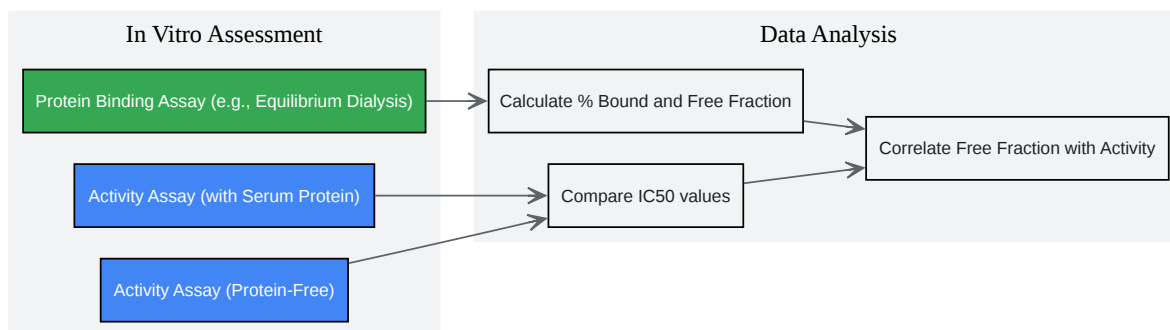 In Vitro Assessment
Data Analysis
Protein Binding Assay (e.g., Equilibrium Dialysis)
Calculate % Bound and Free Fraction
Correlate Free Fraction with Activity
Activity Assay (with Serum Protein)
Compare IC50 values
Activity Assay (Protein-Free)